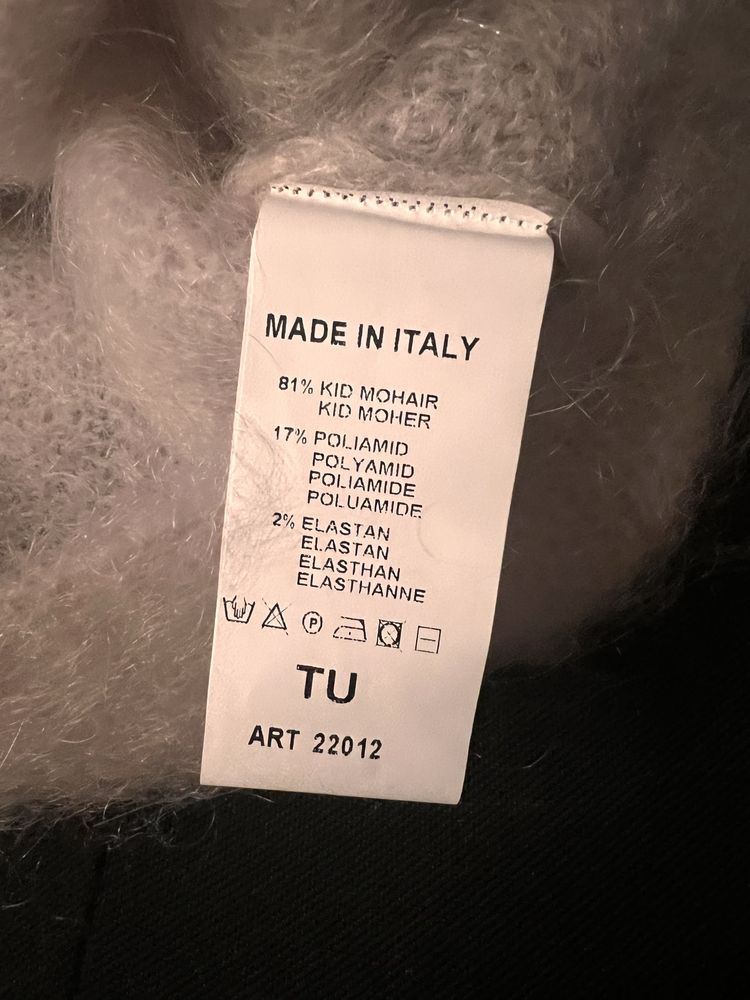 MADE IN ITALY
81% KID MOHAIR
KID MOHER
17% POLIAMID
POLYAMID
POLIAMIDE
POLUAMIDE
2% ELASTAN
ELASTAN
ELASTHAN
ELASTHANNE
P
TU
ART 22012